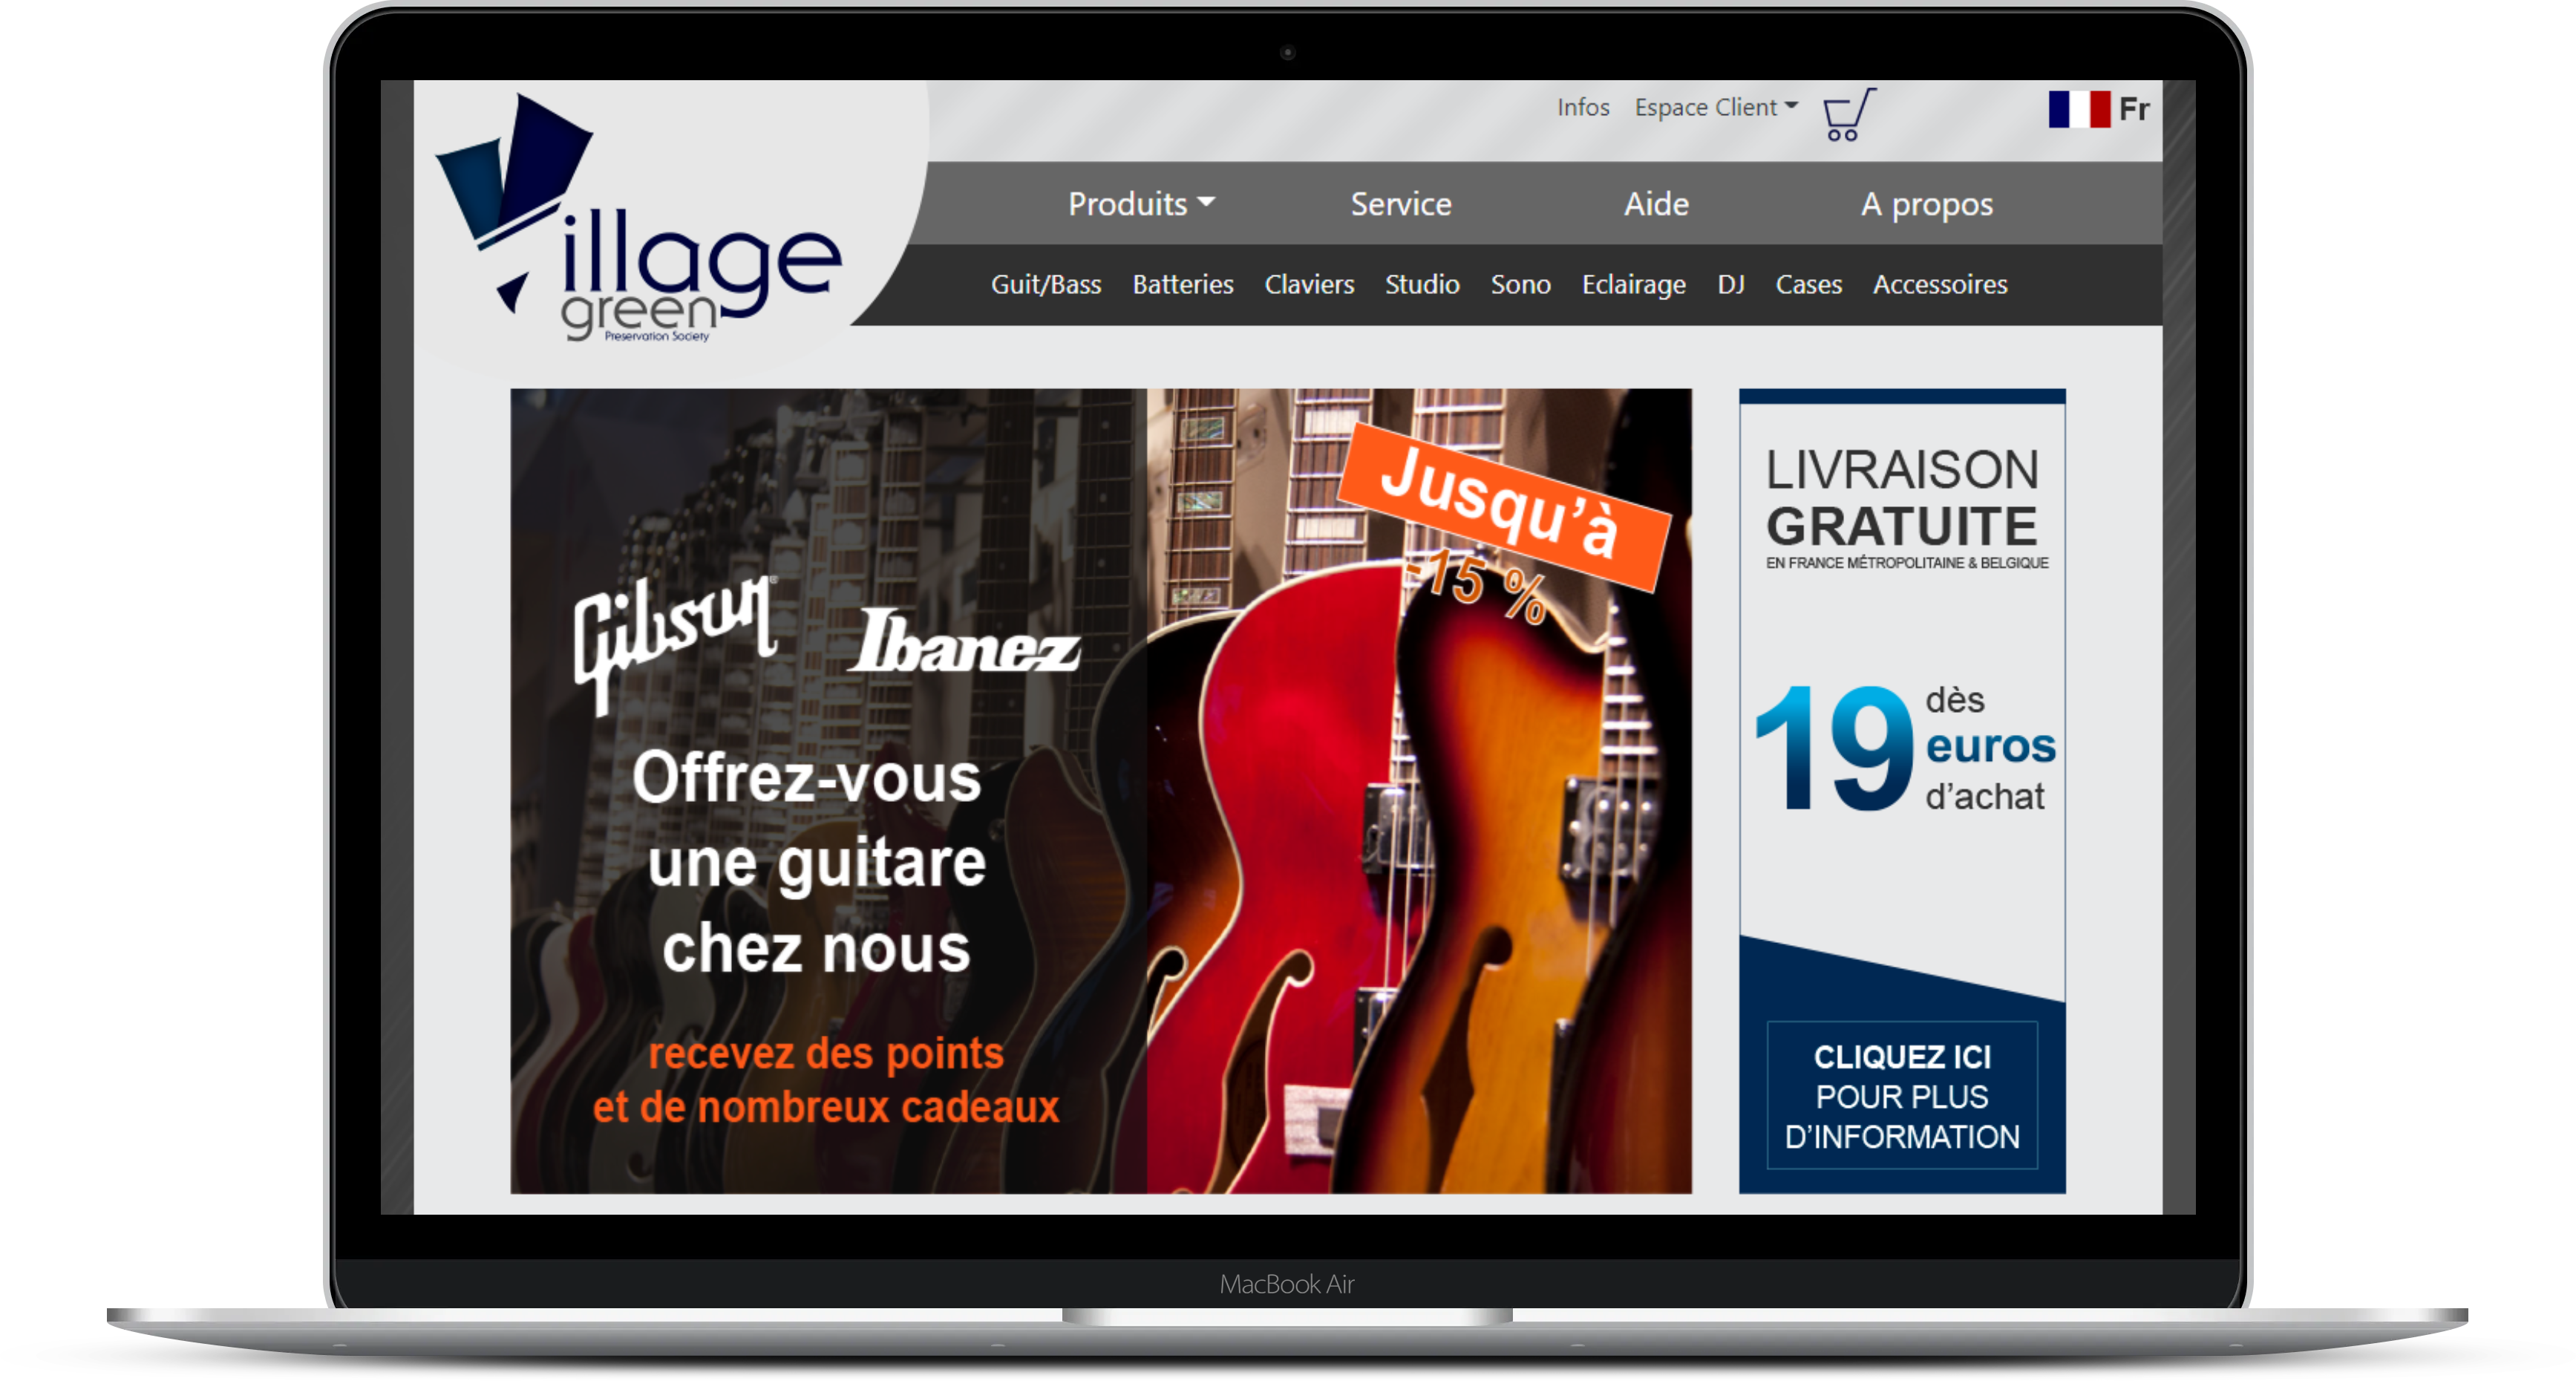 Infos Espace Client
Fr
illage
green
Preservation Society
Produits Service Aide A propos
Guit/Bass Batteries Claviers Studio Sono Eclairage DJ Cases Accessoires
Jusqu'à
-15 %
Gibson
Ibanez
Offrez-vous
une guitare
chez nous
recevez des points
et de nombreux cadeaux
LIVRAISON
GRATUITE
EN FRANCE MÉTROPOLITAINE & BELGIQUE
dès
19 euros
d'achat
CLIQUEZ ICI
POUR PLUS
D'INFORMATION
MacBook Air